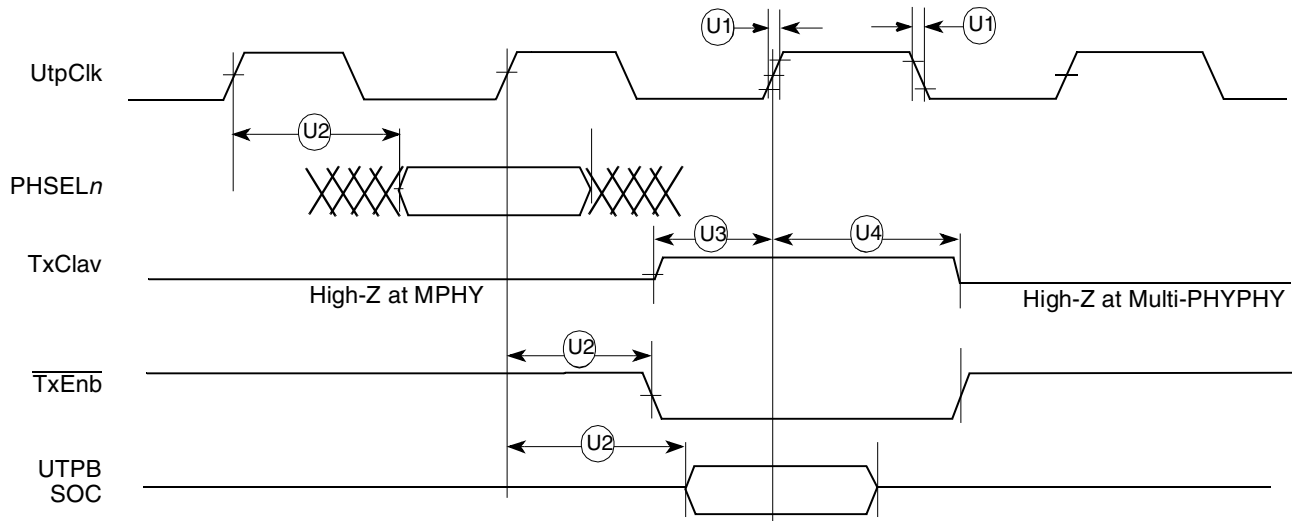 U1
U1
UtpClk
U2
PHSELn
U3
U4
TxClav
High-Z at MPHY
High-Z at Multi-PHYPHY
U2
TxEnb
U2
UTPB
SOC